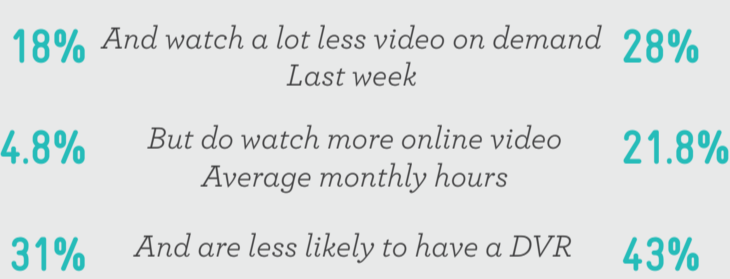 18% And watch a lot less video on demand 28%
Last week
4.8% But do watch more online video 21.8%
Average monthly hours
31% And are less likely to have a DVR 43%